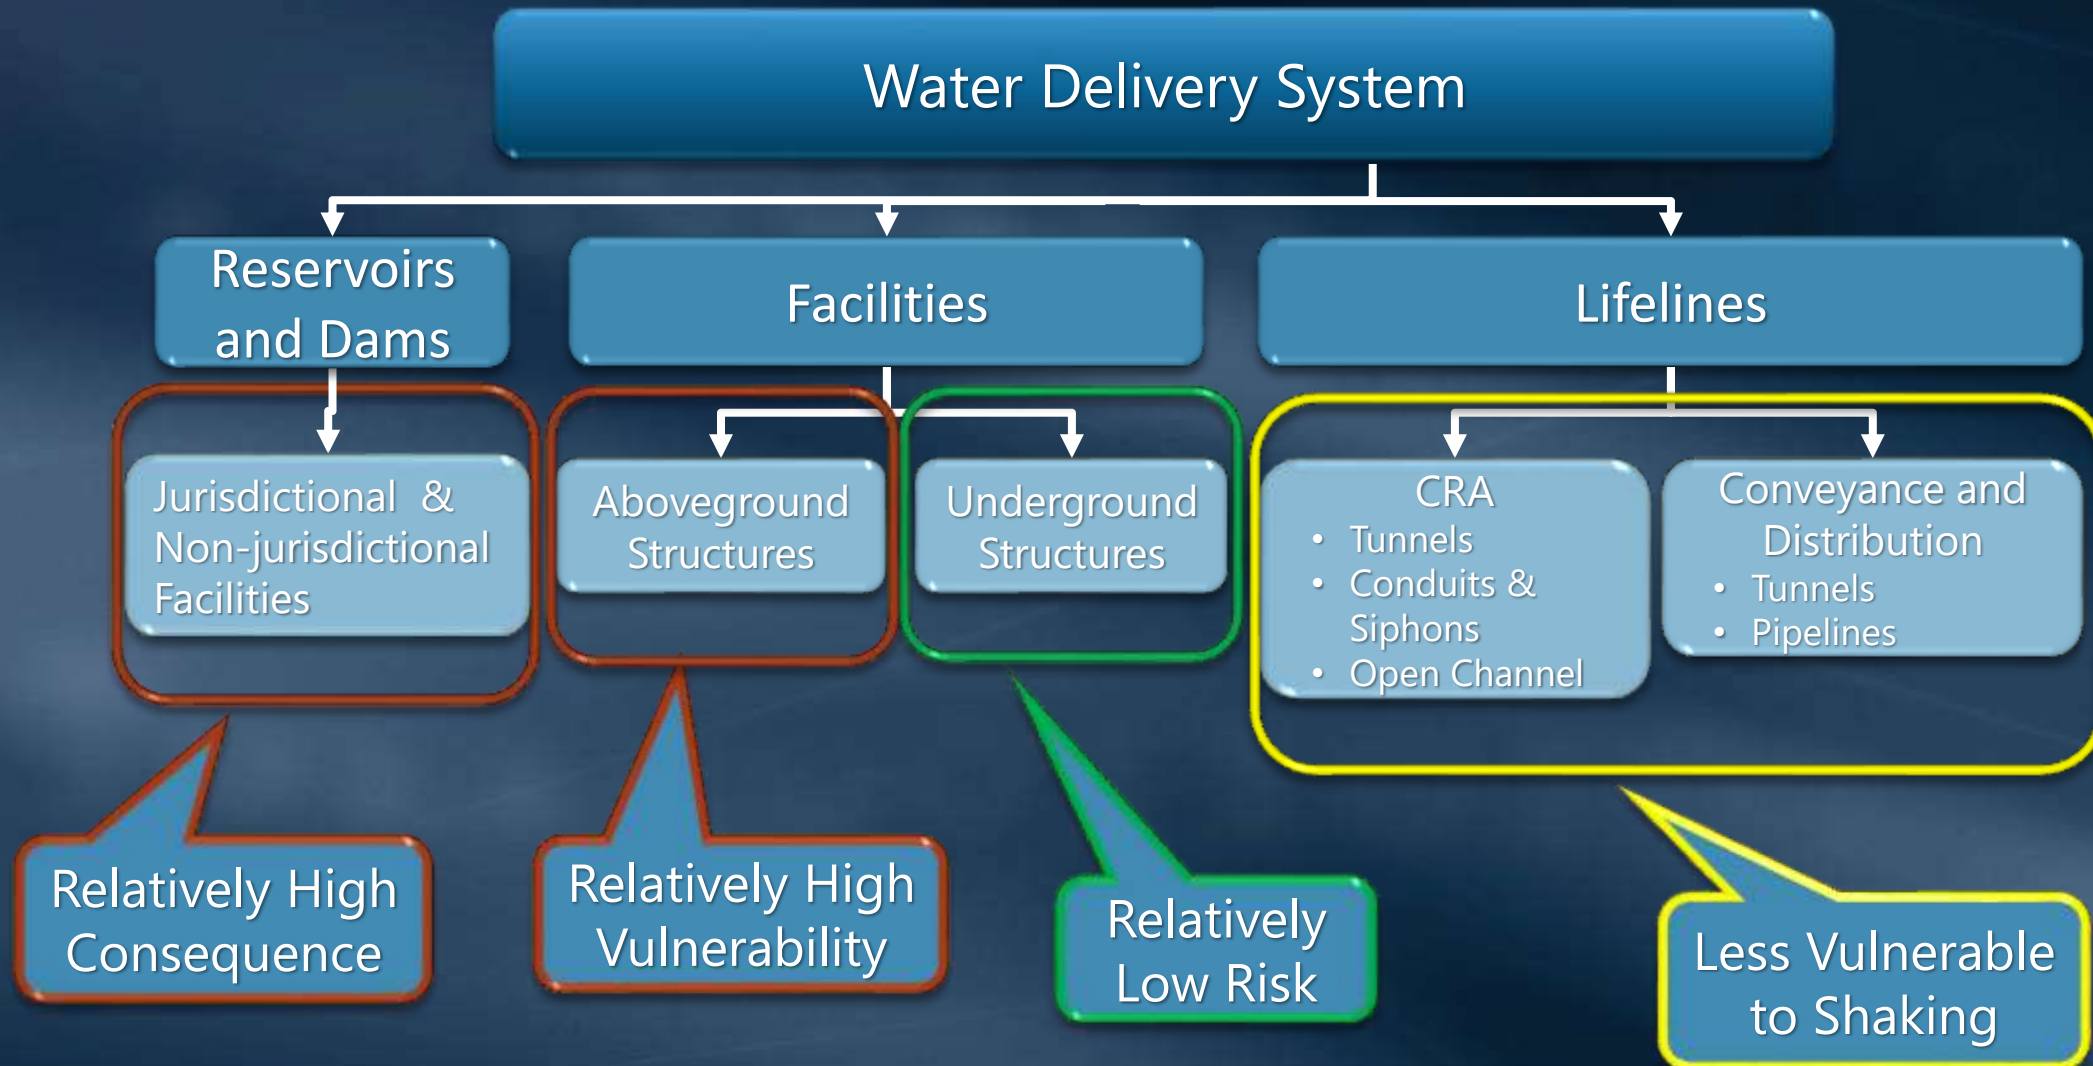 Water Delivery System
Reservoirs
and Dams
Facilities
Lifelines
Jurisdictional &
Non-jurisdictional
Facilities
Aboveground
Structures
Underground
Structures
CRA
• Tunnels
• Conduits &
Siphons
• Open Channel
Conveyance and
Distribution
• Tunnels
• Pipelines
Relatively High
Consequence
Relatively High
Vulnerability
Relatively
Low Risk
Less Vulnerable
to Shaking